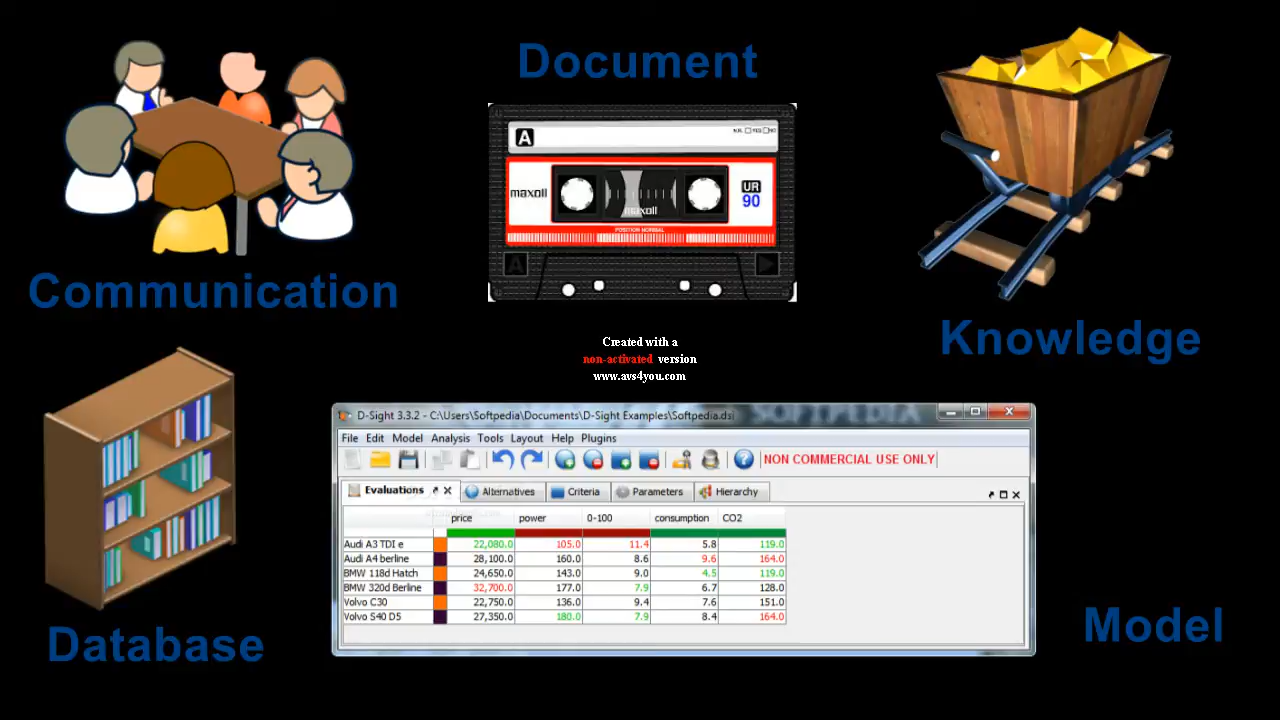 Document
A
maxoll
UR
90
maxoll
POSITION NORMAL
A
Communication
Knowledge
Created with a
non-activated version
www.avs4you.com
D-Sight 3.3.2 - C:\Users\Softpedia\Documents\D-Sight Examples\Softpedia.dsi
SOFTPEDIA
File Edit Model Analysis Tools Layout Help Plugins
NON COMMERCIAL USE ONLY
Evaluations Alternatives Criteria Parameters Hierarchy
price power 0-100 consumption CO2
Audi A3 TDI e 22,080.0 105.0 11.4 5.8 119.0
Audi A4 berline 28,100.0 160.0 8.6 9.6 164.0
BMW 118d Hatch 24,650.0 143.0 9.0 4.5 119.0
BMW 320d Berline 32,700.0 177.0 7.9 6.7 128.0
Volvo C30 22,750.0 136.0 9.4 7.6 151.0
Volvo S40 D5 27,350.0 180.0 7.9 8.4 164.0
Model
Database